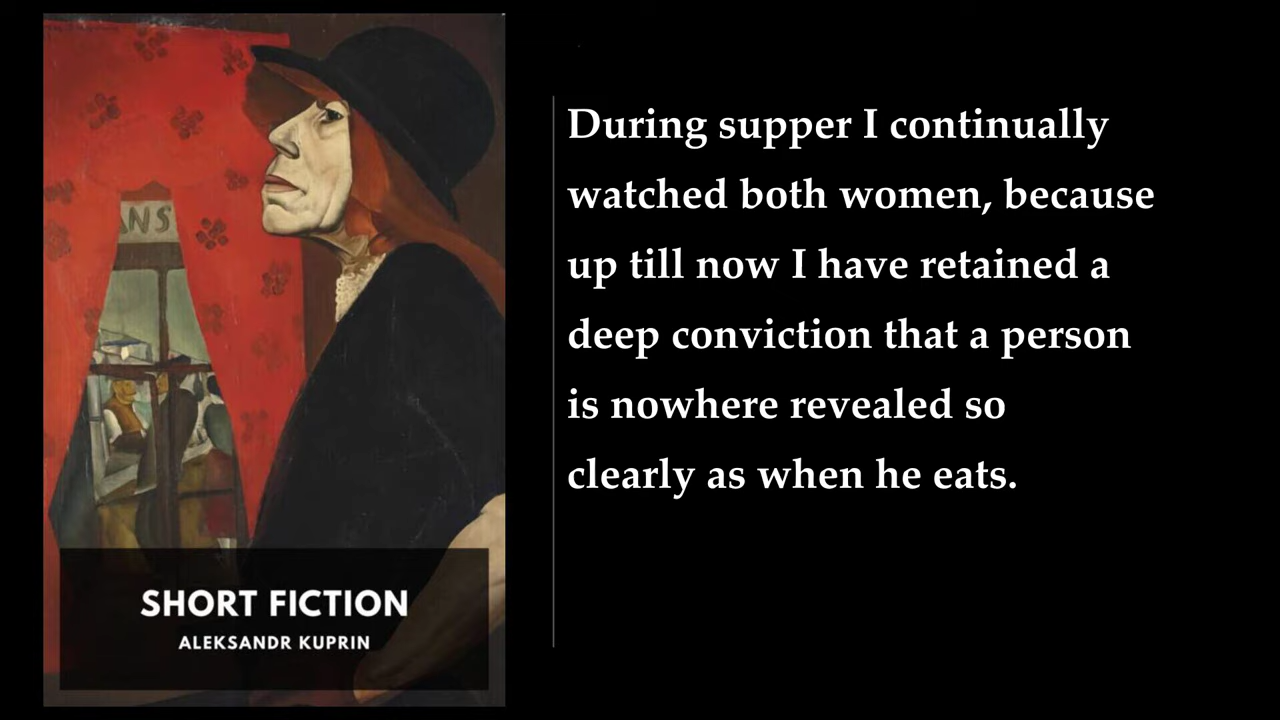 ANS
SHORT FICTION
ALEKSANDR KUPRIN
During supper I continually
watched both women, because
up till now I have retained a
deep conviction that a person
is nowhere revealed so
clearly as when he eats.